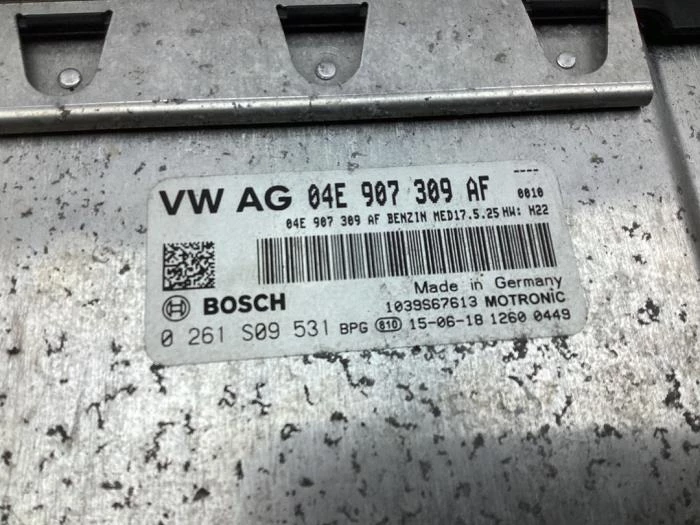 ----
VW AG 04E 907 309 AF 0010
04E 907 309 AF BENZIN MED17.5.25 HW: H22
Made in Germany
BOSCH 1039S67613 MOTRONIC
0 261 S09 531 BPG 810 15-06-18 1260 0449